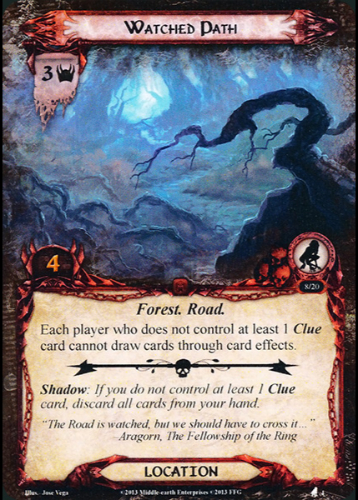 WATCHED PATH
3
4
8/20
Forest. Road.
Each player who does not control at least 1 Clue
card cannot draw cards through card effects.
Shadow: If you do not control at least 1 Clue
card, discard all cards from your hand.
“The Road is watched, but we should have to cross it...”
–Aragorn, The Fellowship of the Ring
LOCATION
Illus. Jose Vega
©2013 Middle-earth Enterprises ©2013 FFG